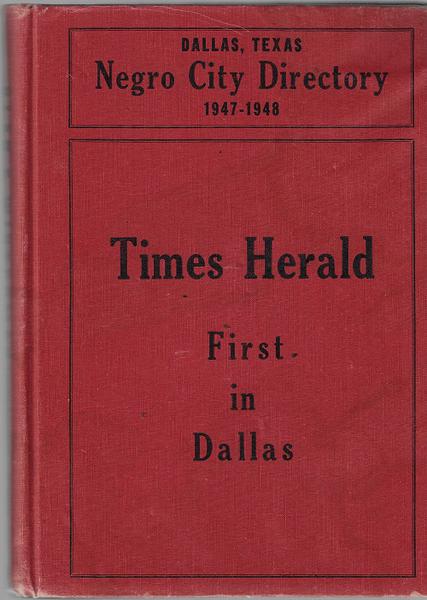 DALLAS, TEXAS
Negro City Directory
1947-1948
Times Herald
First
in
Dallas